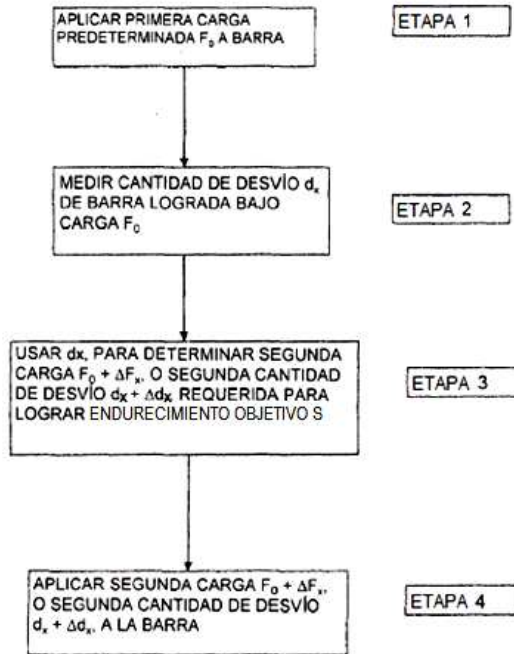 APLICAR PRIMERA CARGA
PREDETERMINADA F₀ A BARRA
ETAPA 1
MEDIR CANTIDAD DE DESVÍO dₓ
DE BARRA LOGRADA BAJO
CARGA F₀
ETAPA 2
USAR dx, PARA DETERMINAR SEGUNDA
CARGA F₀ + ΔFₓ, O SEGUNDA CANTIDAD
DE DESVÍO dₓ + Δdₓ, REQUERIDA PARA
LOGRAR ENDURECIMIENTO OBJETIVO S
ETAPA 3
APLICAR SEGUNDA CARGA F₀ + ΔFₓ,
O SEGUNDA CANTIDAD DE DESVÍO
dₓ + Δdₓ, A LA BARRA
ETAPA 4